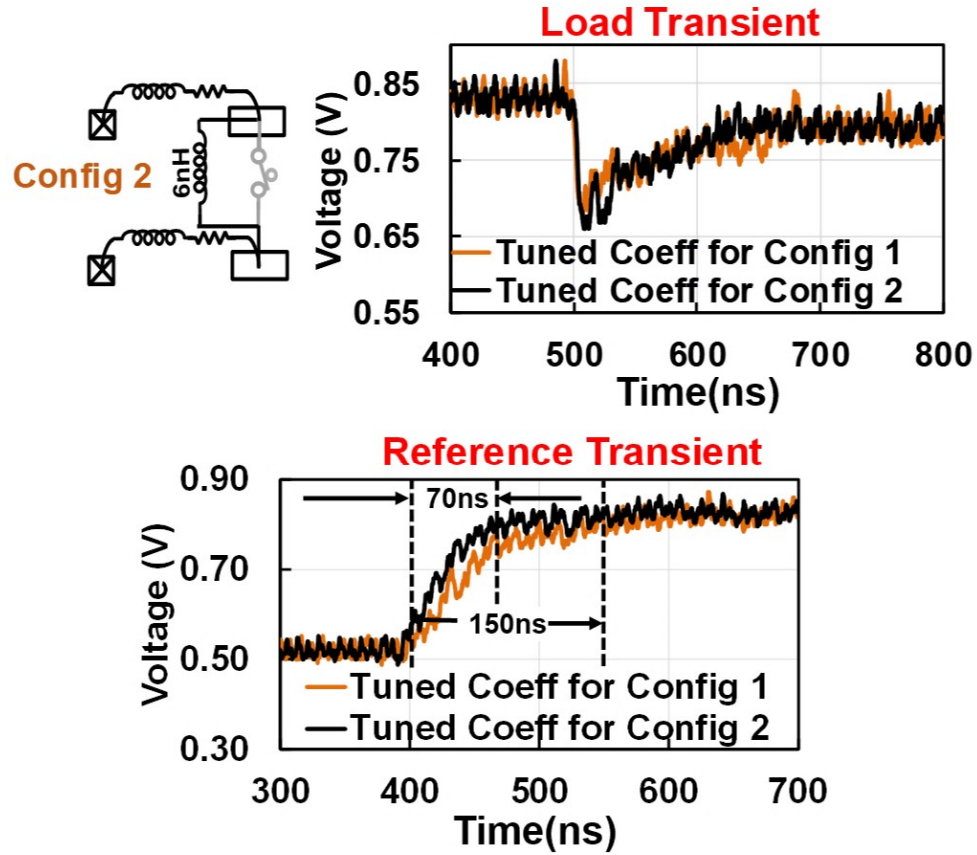 Load Transient
Config 2
6nH
Voltage (V)
0.85
0.75
0.65
0.55
Tuned Coeff for Config 1
Tuned Coeff for Config 2
400 500 600 700 800
Time(ns)
Reference Transient
Voltage (V)
0.90
0.70
0.50
0.30
70ns
150ns
Tuned Coeff for Config 1
Tuned Coeff for Config 2
300 400 500 600 700
Time(ns)